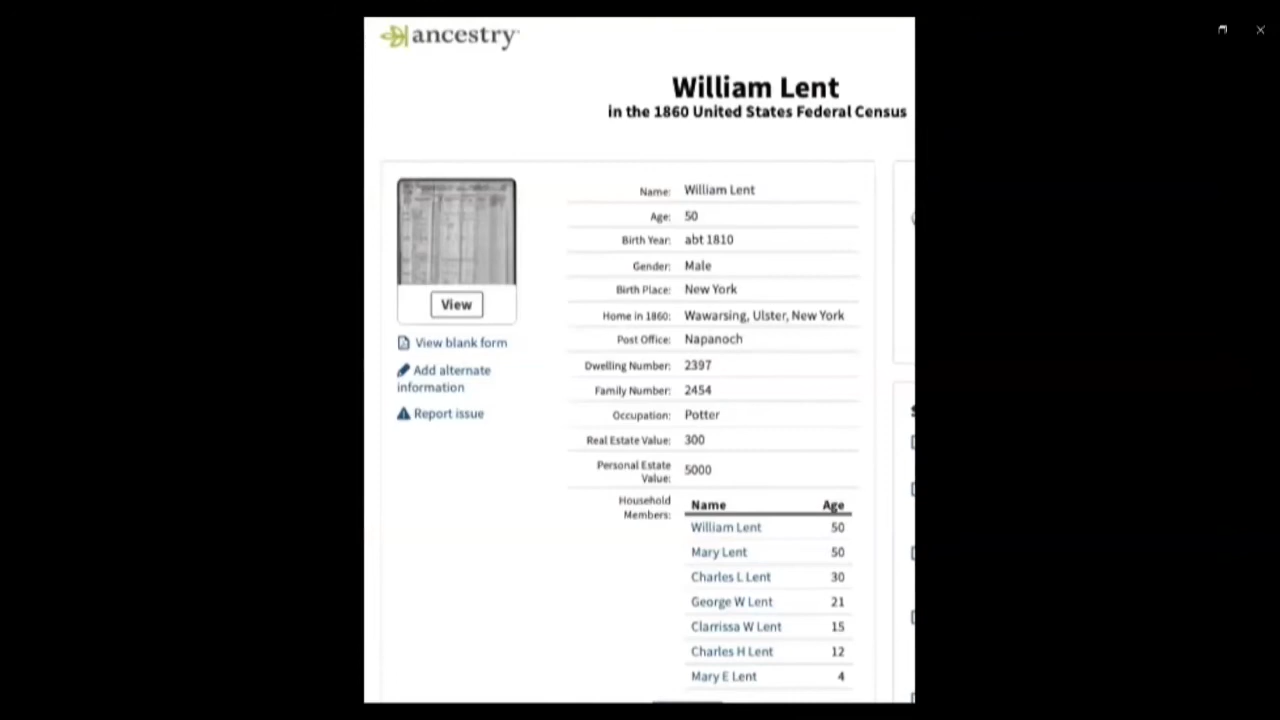 ancestry
William Lent
in the 1860 United States Federal Census
Name: William Lent
Age: 50
Birth Year: abt 1810
Gender: Male
Birth Place: New York
View
Home in 1860: Wawarsing, Ulster, New York
Post Office: Napanoch
View blank form
Dwelling Number: 2397
Add alternate
information
Family Number: 2454
Report issue
Occupation: Potter
Real Estate Value: 300
Personal Estate
Value: 5000
Household
Members:
Name Age
William Lent 50
Mary Lent 50
Charles L Lent 30
George W Lent 21
Clarrissa W Lent 15
Charles H Lent 12
Mary E Lent 4